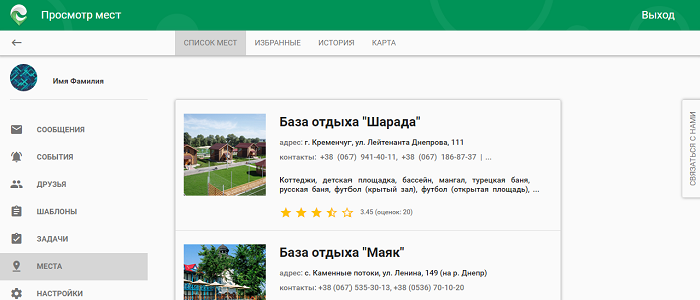 Просмотр мест
Выход
СПИСОК МЕСТ ИЗБРАННЫЕ ИСТОРИЯ КАРТА
Имя Фамилия
СООБЩЕНИЯ
СОБЫТИЯ
ДРУЗЬЯ
ШАБЛОНЫ
ЗАДАЧИ
МЕСТА
НАСТРОЙКИ
База отдыха "Шарада"
адрес: г. Кременчуг, ул. Лейтенанта Днепрова, 111
контакты: +38 (067) 941-40-11, +38 (067) 186-87-37 | ...
Коттеджи, детская площадка, бассейн, мангал, турецкая баня,
русская баня, футбол (крытый зал), футбол (открытая площадь), ...
3.45 (оценок: 20)
База отдыха "Маяк"
адрес: с. Каменные потоки, ул. Ленина, 149 (на р. Днепр)
контакты: +38 (067) 535-30-13, +38 (0536) 70-10-20
СВЯЗАТЬСЯ С НАМИ